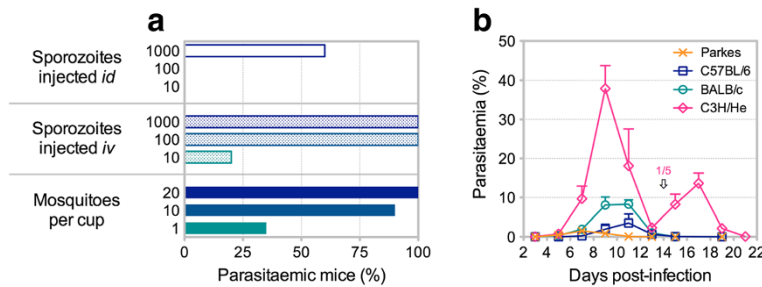 a
Sporozoites
injected id
1000
100
10
Sporozoites
injected iv
1000
100
10
Mosquitoes
per cup
20
10
1
0 25 50 75 100
Parasitaemic mice (%)
b
Parkes
C57BL/6
BALB/c
C3H/He
Parasitaemia (%)
50
40
30
20
10
0
1/5
2 4 6 8 10 12 14 16 18 20 22
Days post-infection